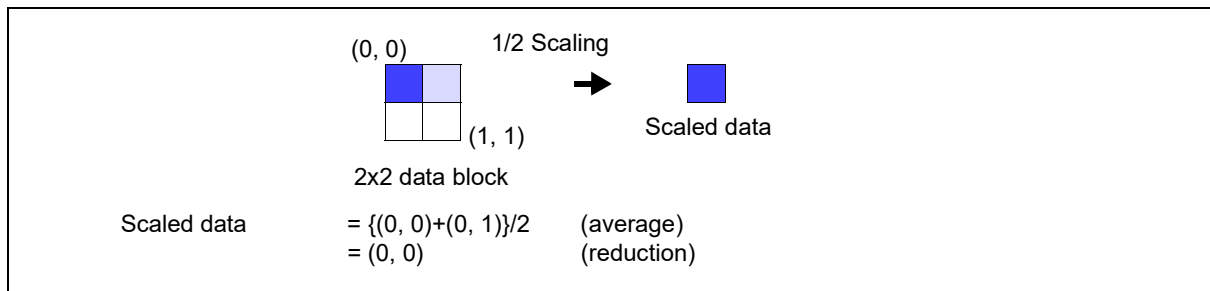 (0, 0) 1/2 Scaling
(1, 1) Scaled data
2x2 data block
Scaled data = {(0, 0)+(0, 1)}/2 (average)
= (0, 0) (reduction)